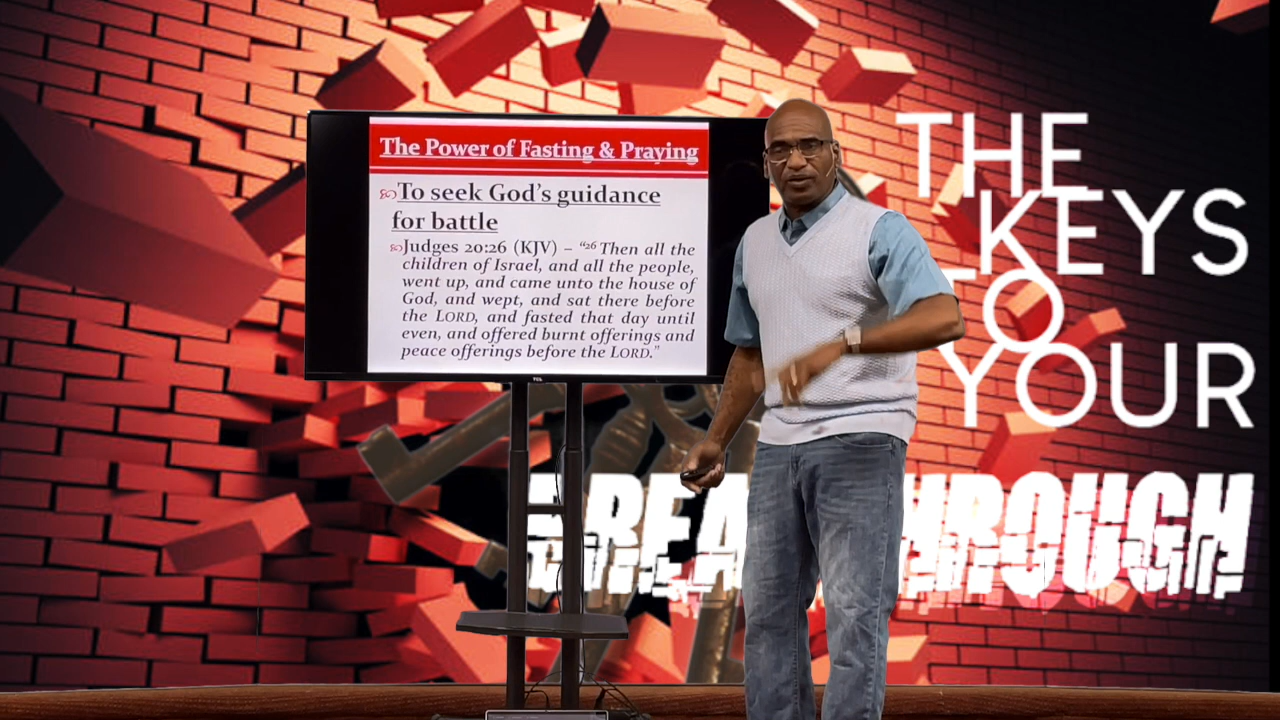 The Power of Fasting & Praying
To seek God's guidance
for battle
Judges 20:26 (KJV) – "26 Then all the
children of Israel, and all the people,
went up, and came unto the house of
God, and wept, and sat there before
the LORD, and fasted that day until
even, and offered burnt offerings and
peace offerings before the LORD."
TCL
THE
KEYS
TO
YOUR